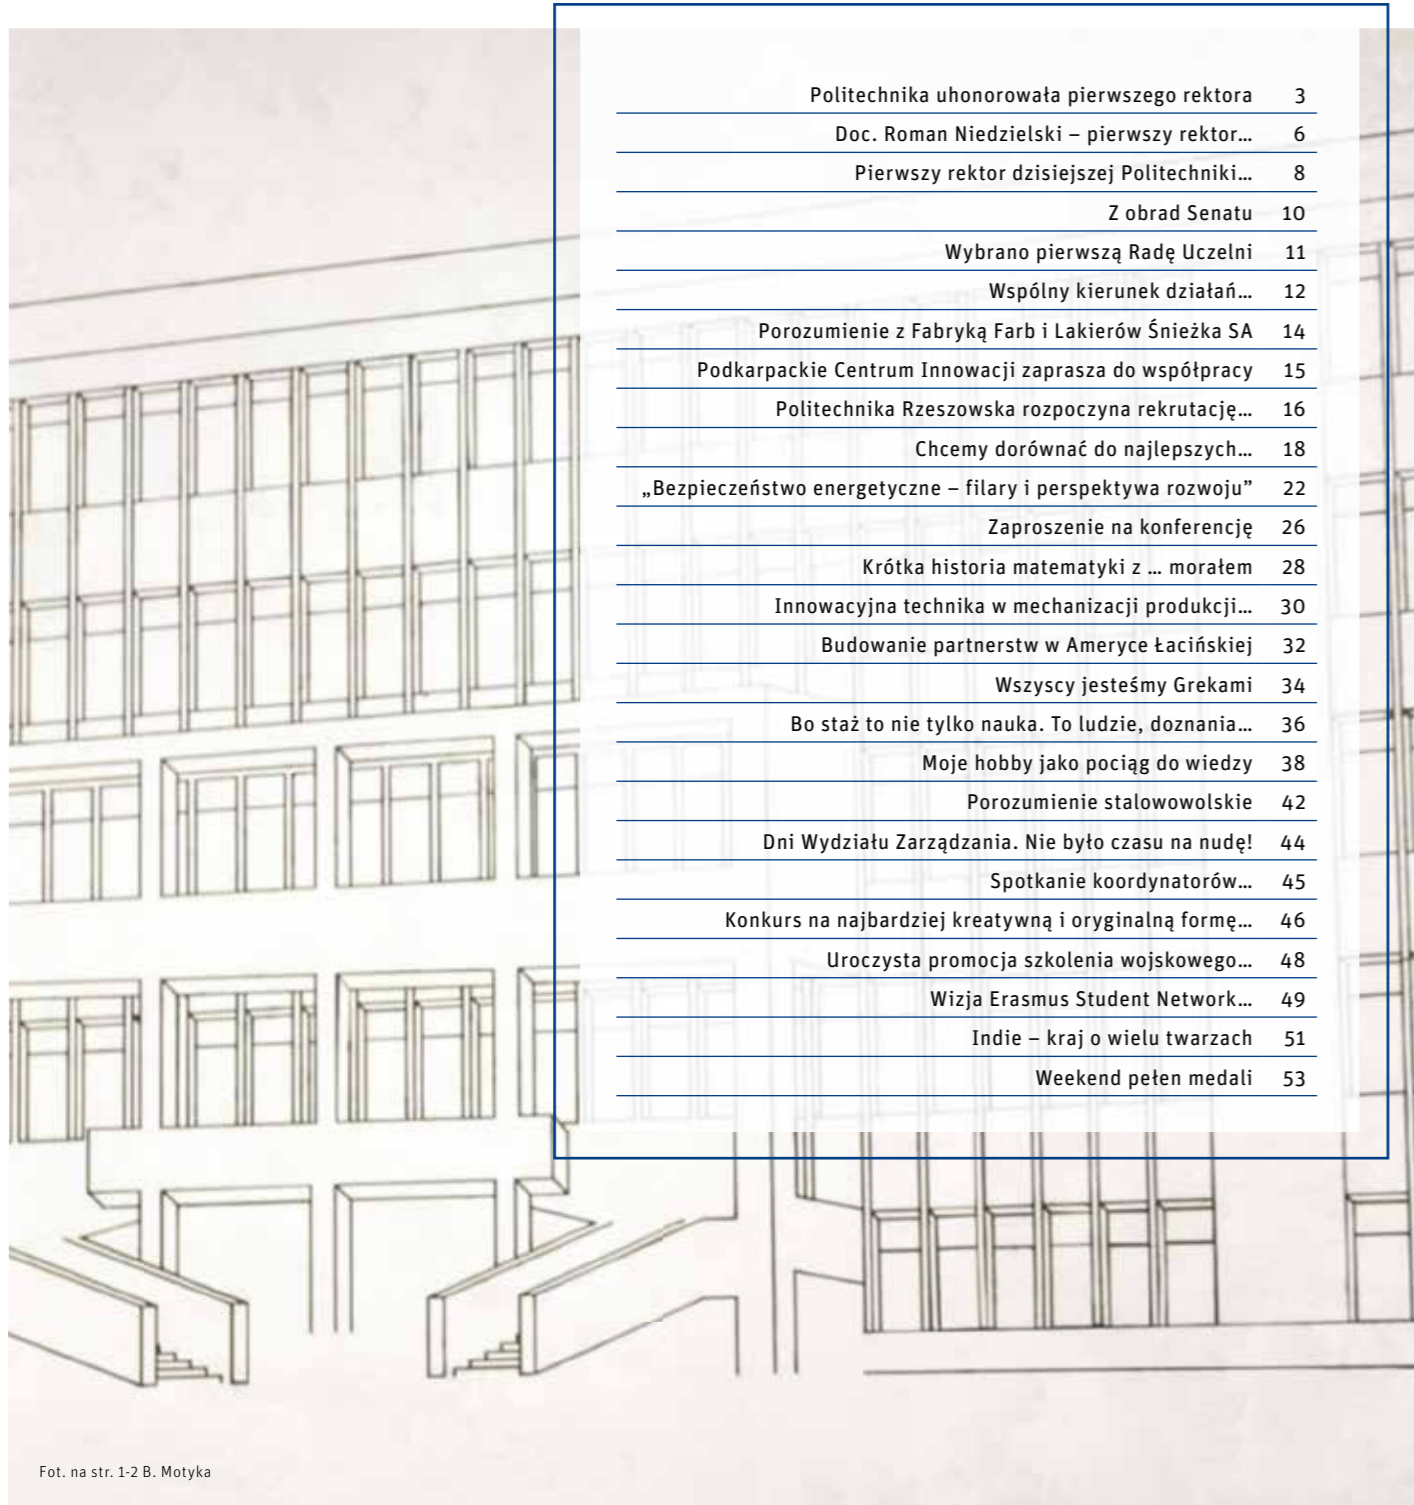 Politechnika uhonorowała pierwszego rektora 3
Doc. Roman Niedzielski – pierwszy rektor... 6
Pierwszy rektor dzisiejszej Politechniki... 8
Z obrad Senatu 10
Wybrano pierwszą Radę Uczelni 11
Wspólny kierunek działań... 12
Porozumienie z Fabryką Farb i Lakierów Śnieżka SA 14
Podkarpackie Centrum Innowacji zaprasza do współpracy 15
Politechnika Rzeszowska rozpoczyna rekrutację... 16
Chcemy dorównać do najlepszych... 18
„Bezpieczeństwo energetyczne – filary i perspektywa rozwoju” 22
Zaproszenie na konferencję 26
Krótka historia matematyki z ... morałem 28
Innowacyjna technika w mechanizacji produkcji... 30
Budowanie partnerstw w Ameryce Łacińskiej 32
Wszyscy jesteśmy Grekami 34
Bo staż to nie tylko nauka. To ludzie, doznania... 36
Moje hobby jako pociąg do wiedzy 38
Porozumienie stalowowolskie 42
Dni Wydziału Zarządzania. Nie było czasu na nudę! 44
Spotkanie koordynatorów... 45
Konkurs na najbardziej kreatywną i oryginalną formę... 46
Uroczysta promocja szkolenia wojskowego... 48
Wizja Erasmus Student Network... 49
Indie – kraj o wielu twarzach 51
Weekend pełen medali 53
Fot. na str. 1-2 B. Motyka